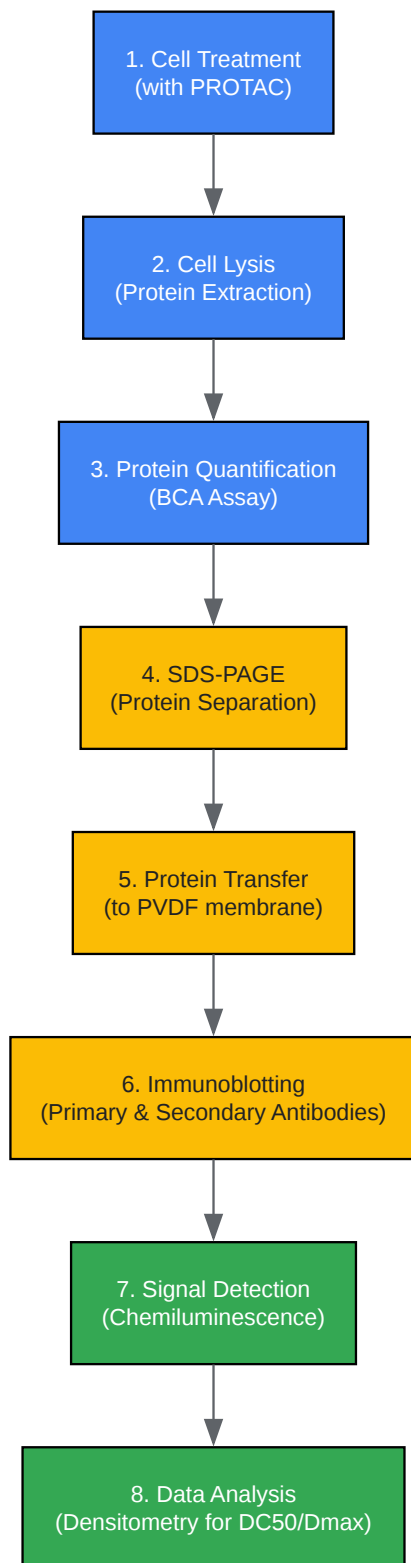 1. Cell Treatment
(with PROTAC)
2. Cell Lysis
(Protein Extraction)
3. Protein Quantification
(BCA Assay)
4. SDS-PAGE
(Protein Separation)
5. Protein Transfer
(to PVDF membrane)
6. Immunoblotting
(Primary & Secondary Antibodies)
7. Signal Detection
(Chemiluminescence)
8. Data Analysis
(Densitometry for DC50/Dmax)